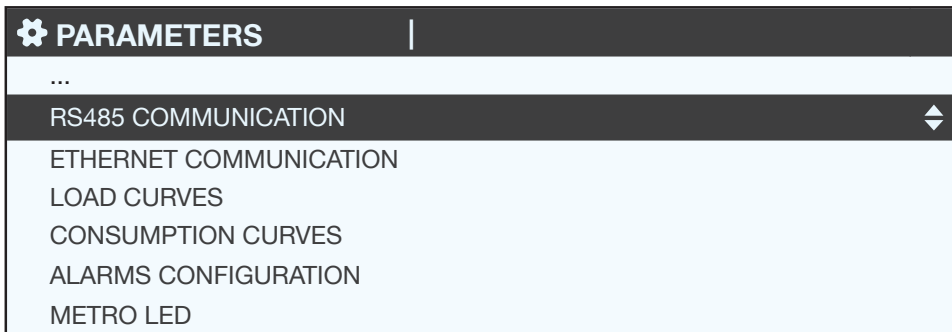 PARAMETERS
...
RS485 COMMUNICATION
ETHERNET COMMUNICATION
LOAD CURVES
CONSUMPTION CURVES
ALARMS CONFIGURATION
METRO LED